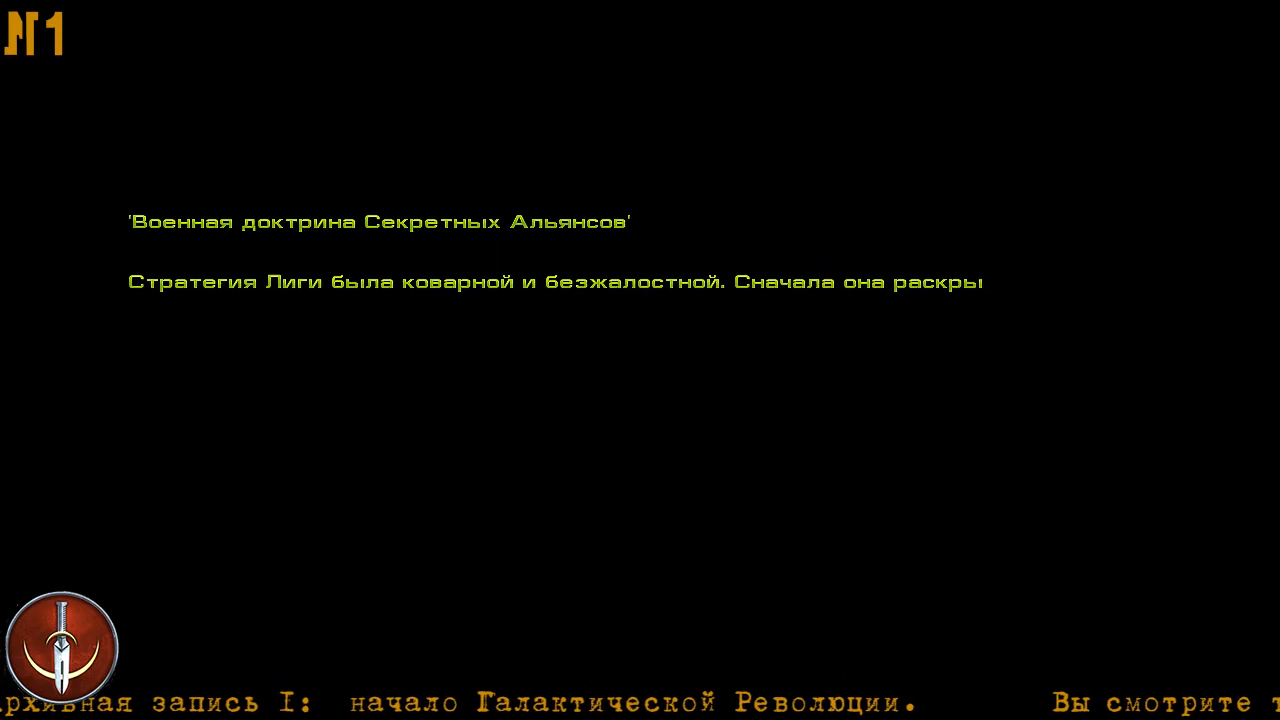 'Военная доктрина Секретных Альянсов'
Стратегия Лиги была коварной и безжалостной. Сначала она раскры
запись I: начало Галактической Революции. Вы смотрите